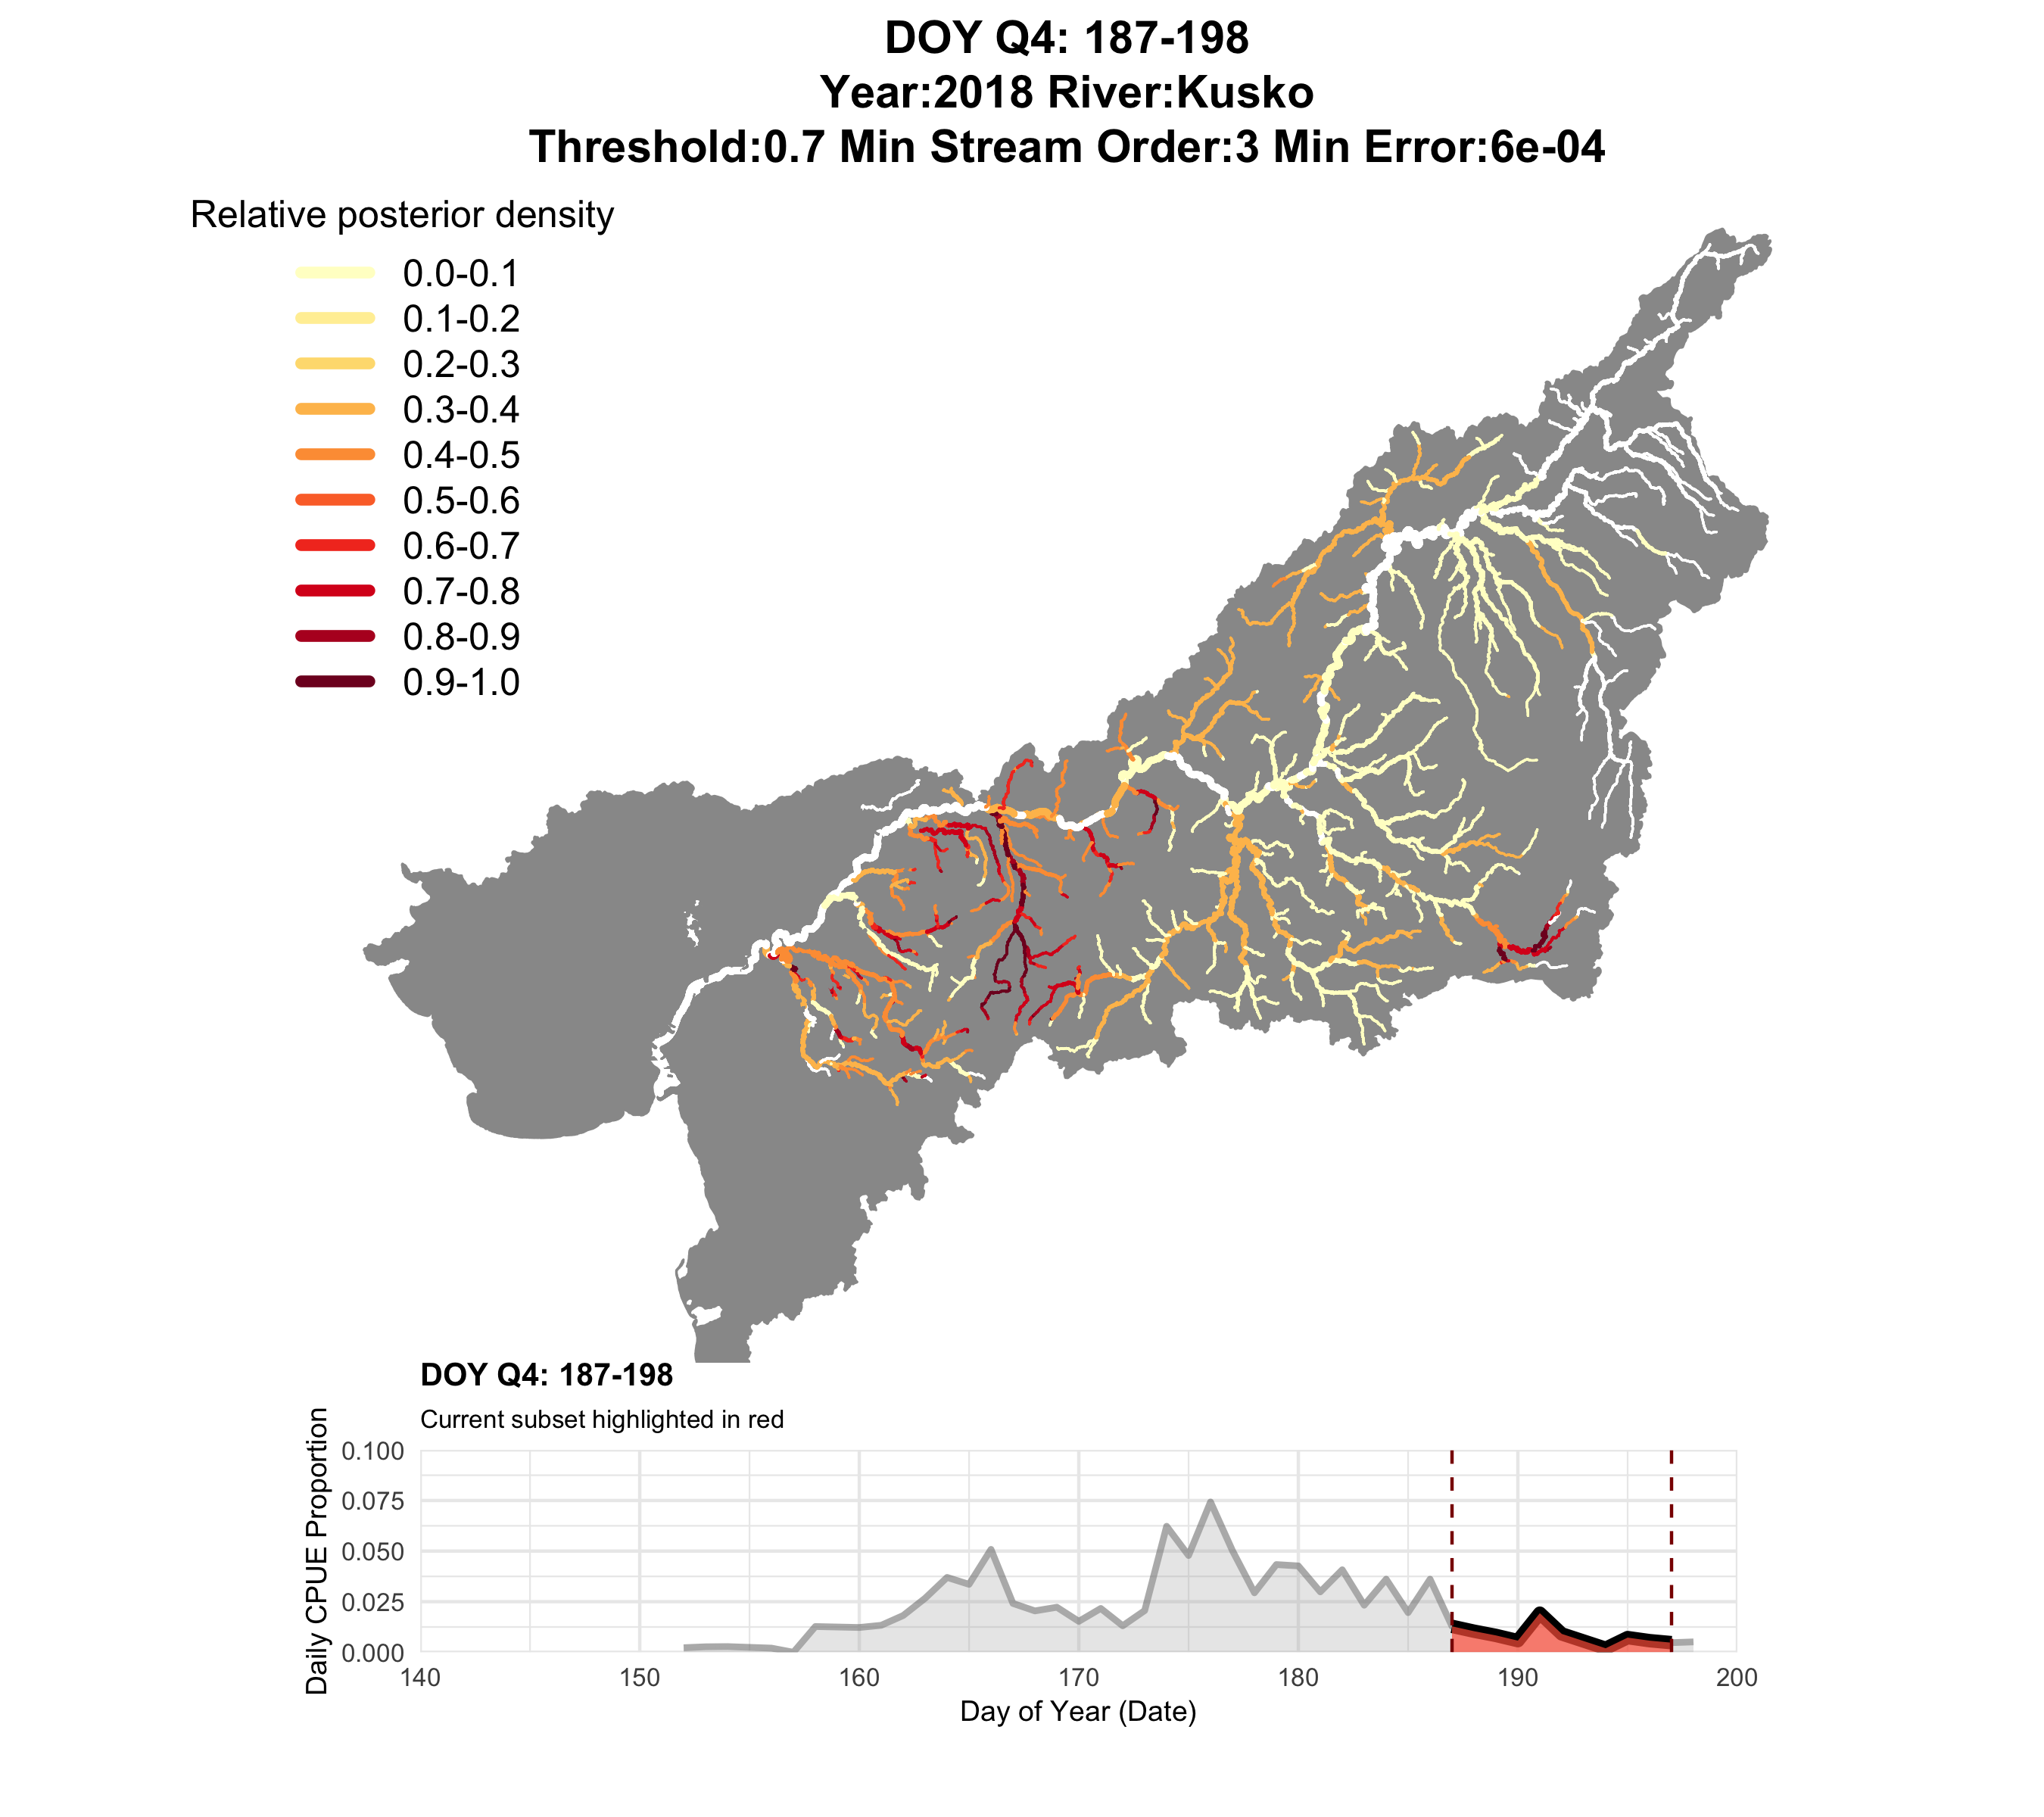 DOY Q4: 187-198
Year:2018 River:Kusko
Threshold:0.7 Min Stream Order:3 Min Error:6e-04
Relative posterior density
0.0-0.1
0.1-0.2
0.2-0.3
0.3-0.4
0.4-0.5
0.5-0.6
0.6-0.7
0.7-0.8
0.8-0.9
0.9-1.0
DOY Q4: 187-198
Current subset highlighted in red
Daily CPUE Proportion
0.100
0.075
0.050
0.025
0.000
140 150 160 170 180 190 200
Day of Year (Date)